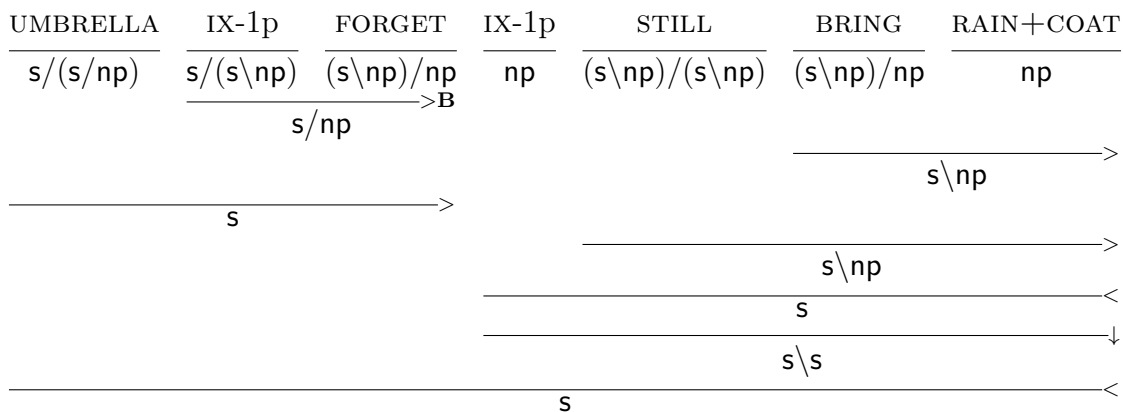 UMBRELLA IX-1p FORGET IX-1p STILL BRING RAIN+COAT
s/(s/np) s/(s\np) (s\np)/np np (s\np)/(s\np) (s\np)/np np
>B
s/np
>
s\np
>
s
>
s\np
<
s
↓
s\s
<
s